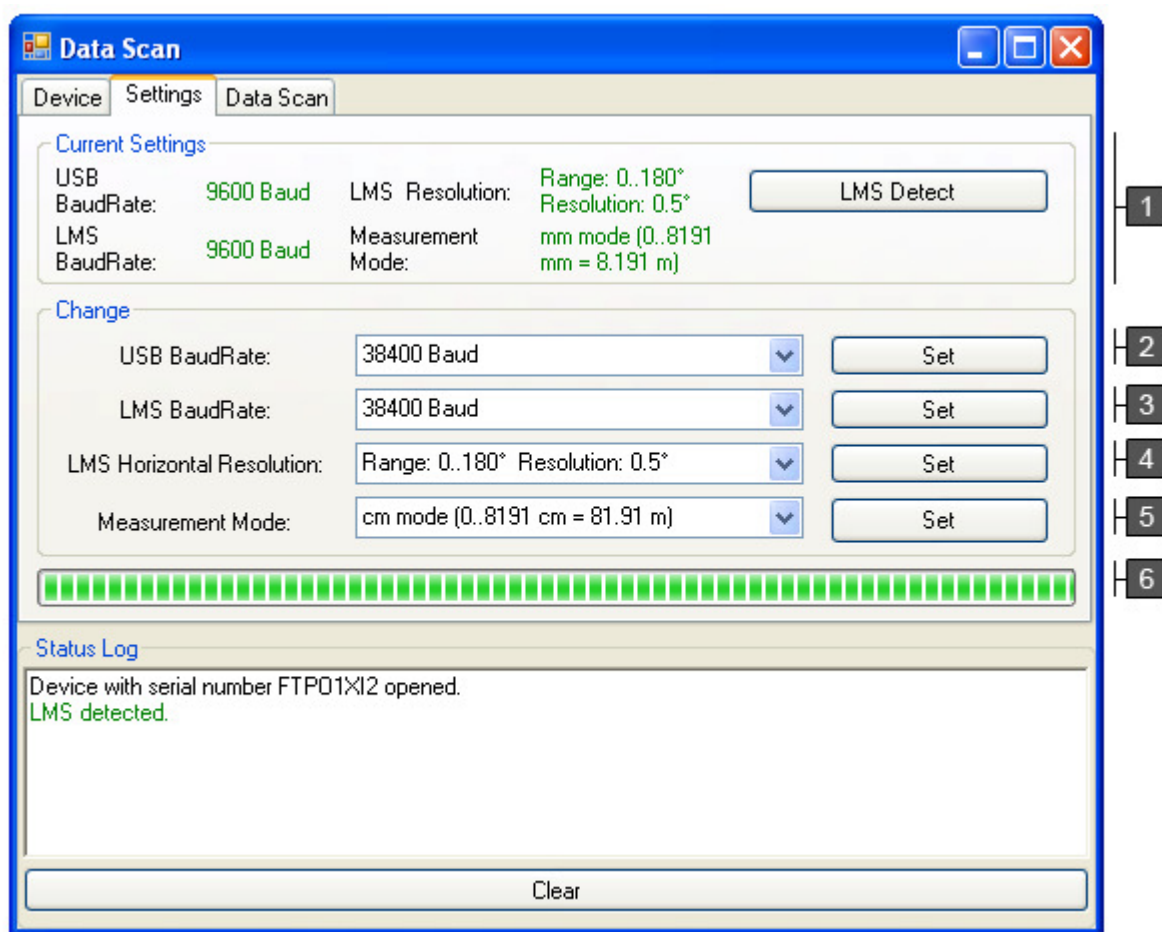 Data Scan
Device Settings Data Scan
Current Settings
USB
BaudRate:
9600 Baud
LMS Resolution:
Range: 0..180°
Resolution: 0.5°
LMS Detect
1
LMS
BaudRate:
9600 Baud
Measurement
Mode:
mm mode (0..8191
mm = 8.191 m)
Change
USB BaudRate: 38400 Baud Set 2
LMS BaudRate: 38400 Baud Set 3
LMS Horizontal Resolution: Range: 0..180° Resolution: 0.5° Set 4
Measurement Mode: cm mode (0..8191 cm = 81.91 m) Set 5
6
Status Log
Device with serial number FTPO1XI2 opened.
LMS detected.
Clear